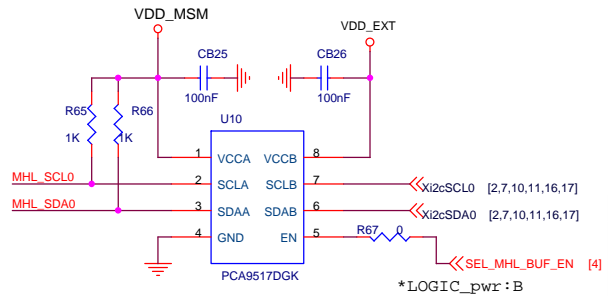 VDD_MSM
VDD_EXT
CB25
CB26
100nF
100nF
R65
R66
1K
1K
U10
1 VCCA VCCB 8
MHL_SCL0
2 SCLA SCLB 7
Xi2cSCL0 [2,7,10,11,16,17]
MHL_SDA0
3 SDAA SDAB 6
Xi2cSDA0 [2,7,10,11,16,17]
4 GND EN 5
R67 0
SEL_MHL_BUF_EN [4]
PCA9517DGK
*LOGIC_pwr:B